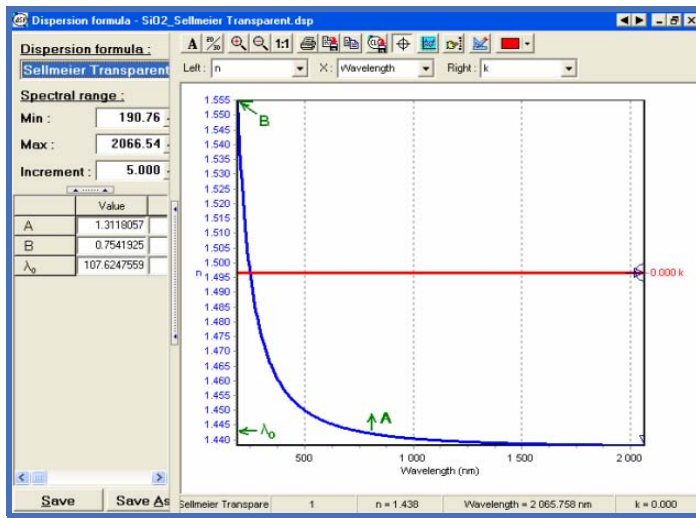 Dispersion formula - SiO2_Sellmeier Transparent.dsp
Dispersion formula :
Sellmeier Transparent
Spectral range :
Min : 190.76
Max : 2066.54
Increment : 5.000
Value
A 1.3118057
B 0.7541925
λ0 107.6247559
Save Save As
A 1:1
Left : n X : Wavelength Right : k
1.555
1.550
1.545
1.540
1.535
1.530
1.525
1.520
1.515
1.510
1.505
1.500
n 1.495
1.490
1.485
1.480
1.475
1.470
1.465
1.460
1.455
1.450
1.445
1.440
B
A
λ0
0.000 k
500 1 000 1 500 2 000
Wavelength (nm)
Sellmeier Transpare 1 n = 1.438 Wavelength = 2 065.758 nm k = 0.000